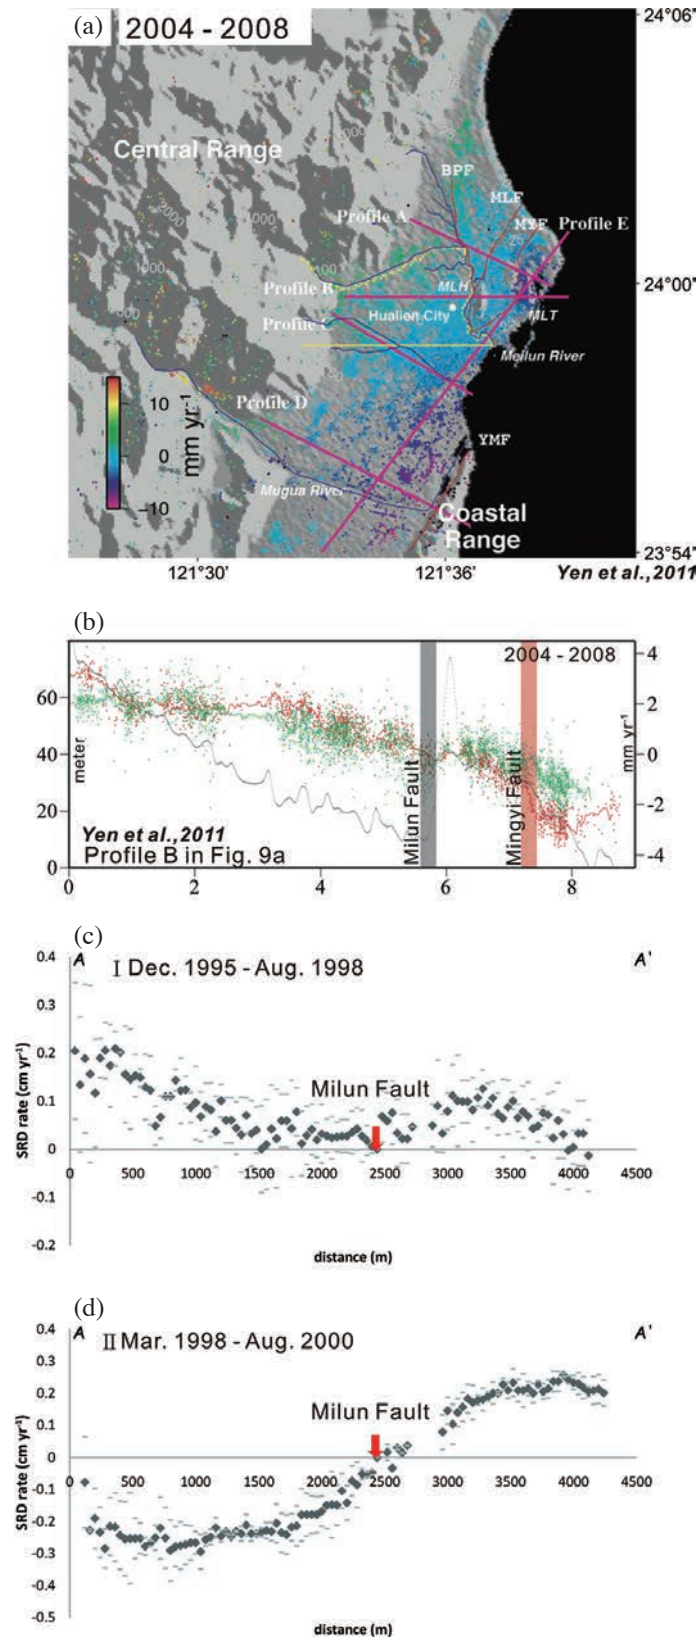 (a)
2004 - 2008
24°06'
Central Range
2000
1000
1000
BPF
MLF
MYF
Profile E
Profile A
Profile B
MLH
24°00'
Hualien City
MLT
Profile C
Meilun River
Profile D
YMF
10
0
-10
mm yr⁻¹
Mugua River
Coastal
Range
23°54'
121°30'
121°36'
Yen et al.,2011
(b)
2004 - 2008
60
40
20
0
meter
4
2
0
-2
-4
mm yr⁻¹
Milun Fault
Mingyi Fault
Yen et al.,2011
Profile B in Fig. 9a
0 2 4 6 8
(c)
A
I Dec. 1995 - Aug. 1998
A'
0.4
0.3
0.2
0.1
0
-0.1
-0.2
SRD rate (cm yr⁻¹)
Milun Fault
0 500 1000 1500 2000 2500 3000 3500 4000 4500
distance (m)
(d)
A
II Mar. 1998 - Aug. 2000
A'
0.4
0.3
0.2
0.1
0
-0.1
-0.2
-0.3
-0.4
-0.5
SRD rate (cm yr⁻¹)
Milun Fault
0 500 1000 1500 2000 2500 3000 3500 4000 4500
distance (m)